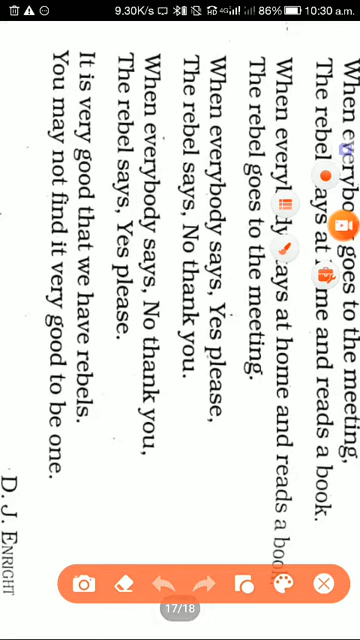 9.30K/s 4G 86% 10:30 a.m.
When goes to the meeting,
The rebel at and reads a book.
When at home and reads a
The rebel goes to the meeting.
When everybody says, Yes please,
The rebel says, No thank you.
When everybody says, No thank you,
The rebel says, Yes please.
It is very good that we have rebels.
You may not find it very good to be one.
D. J. ENRIGHT
17/18